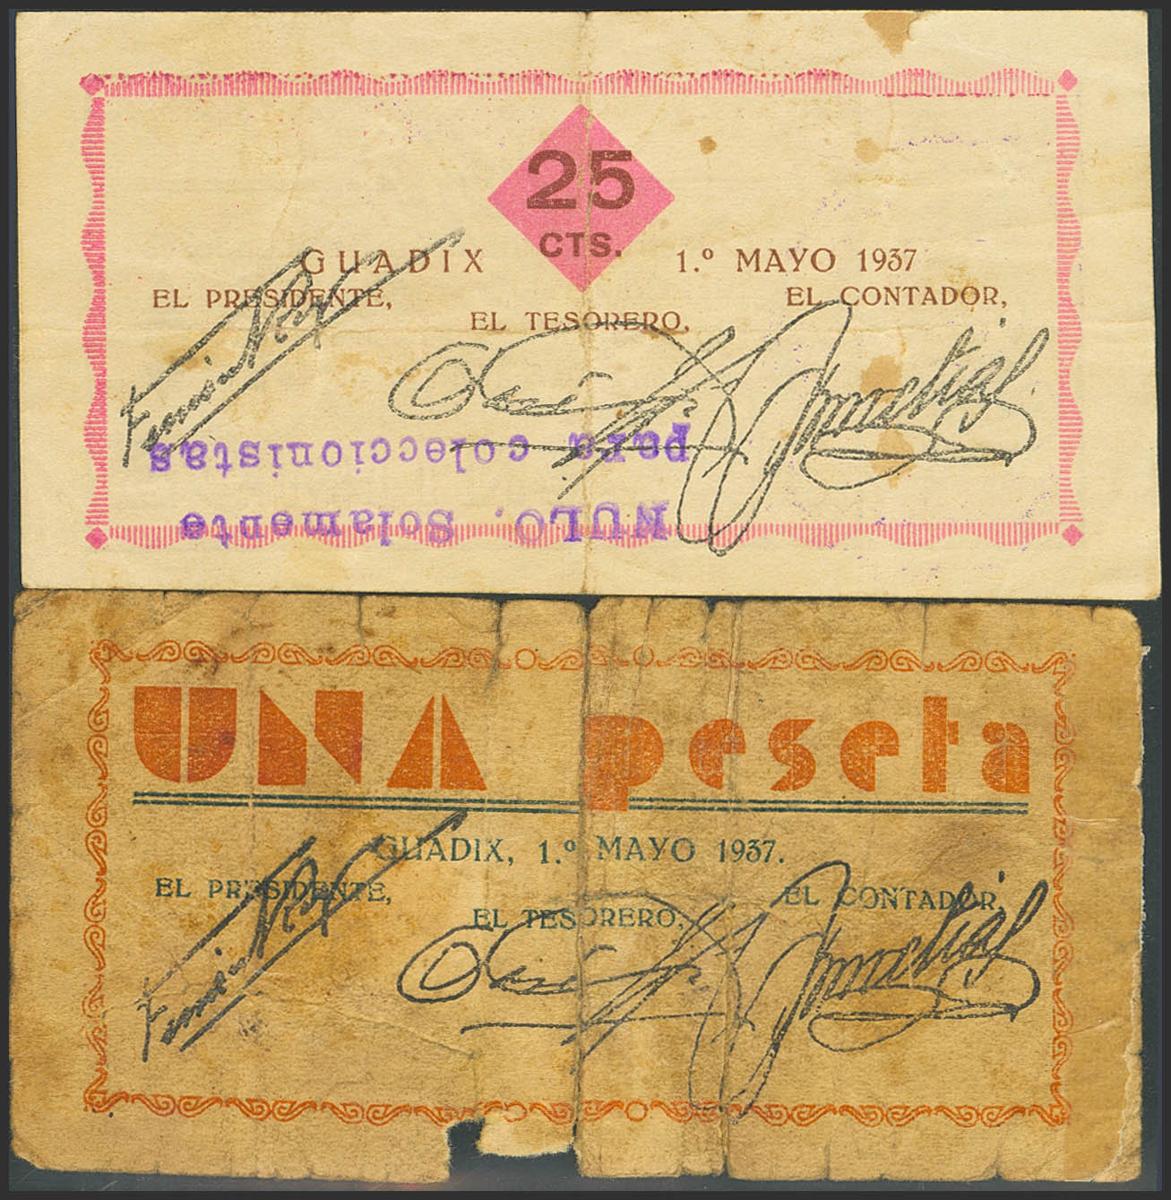 25
CTS.
GUADIX 1.º MAYO 1937
EL PRESIDENTE, EL CONTADOR,
EL TESORERO,
NULO. Solamente
para coleccionistas
UNA peseta
GUADIX, 1.º MAYO 1937.
EL PRESIDENTE, EL CONTADOR,
EL TESORERO,